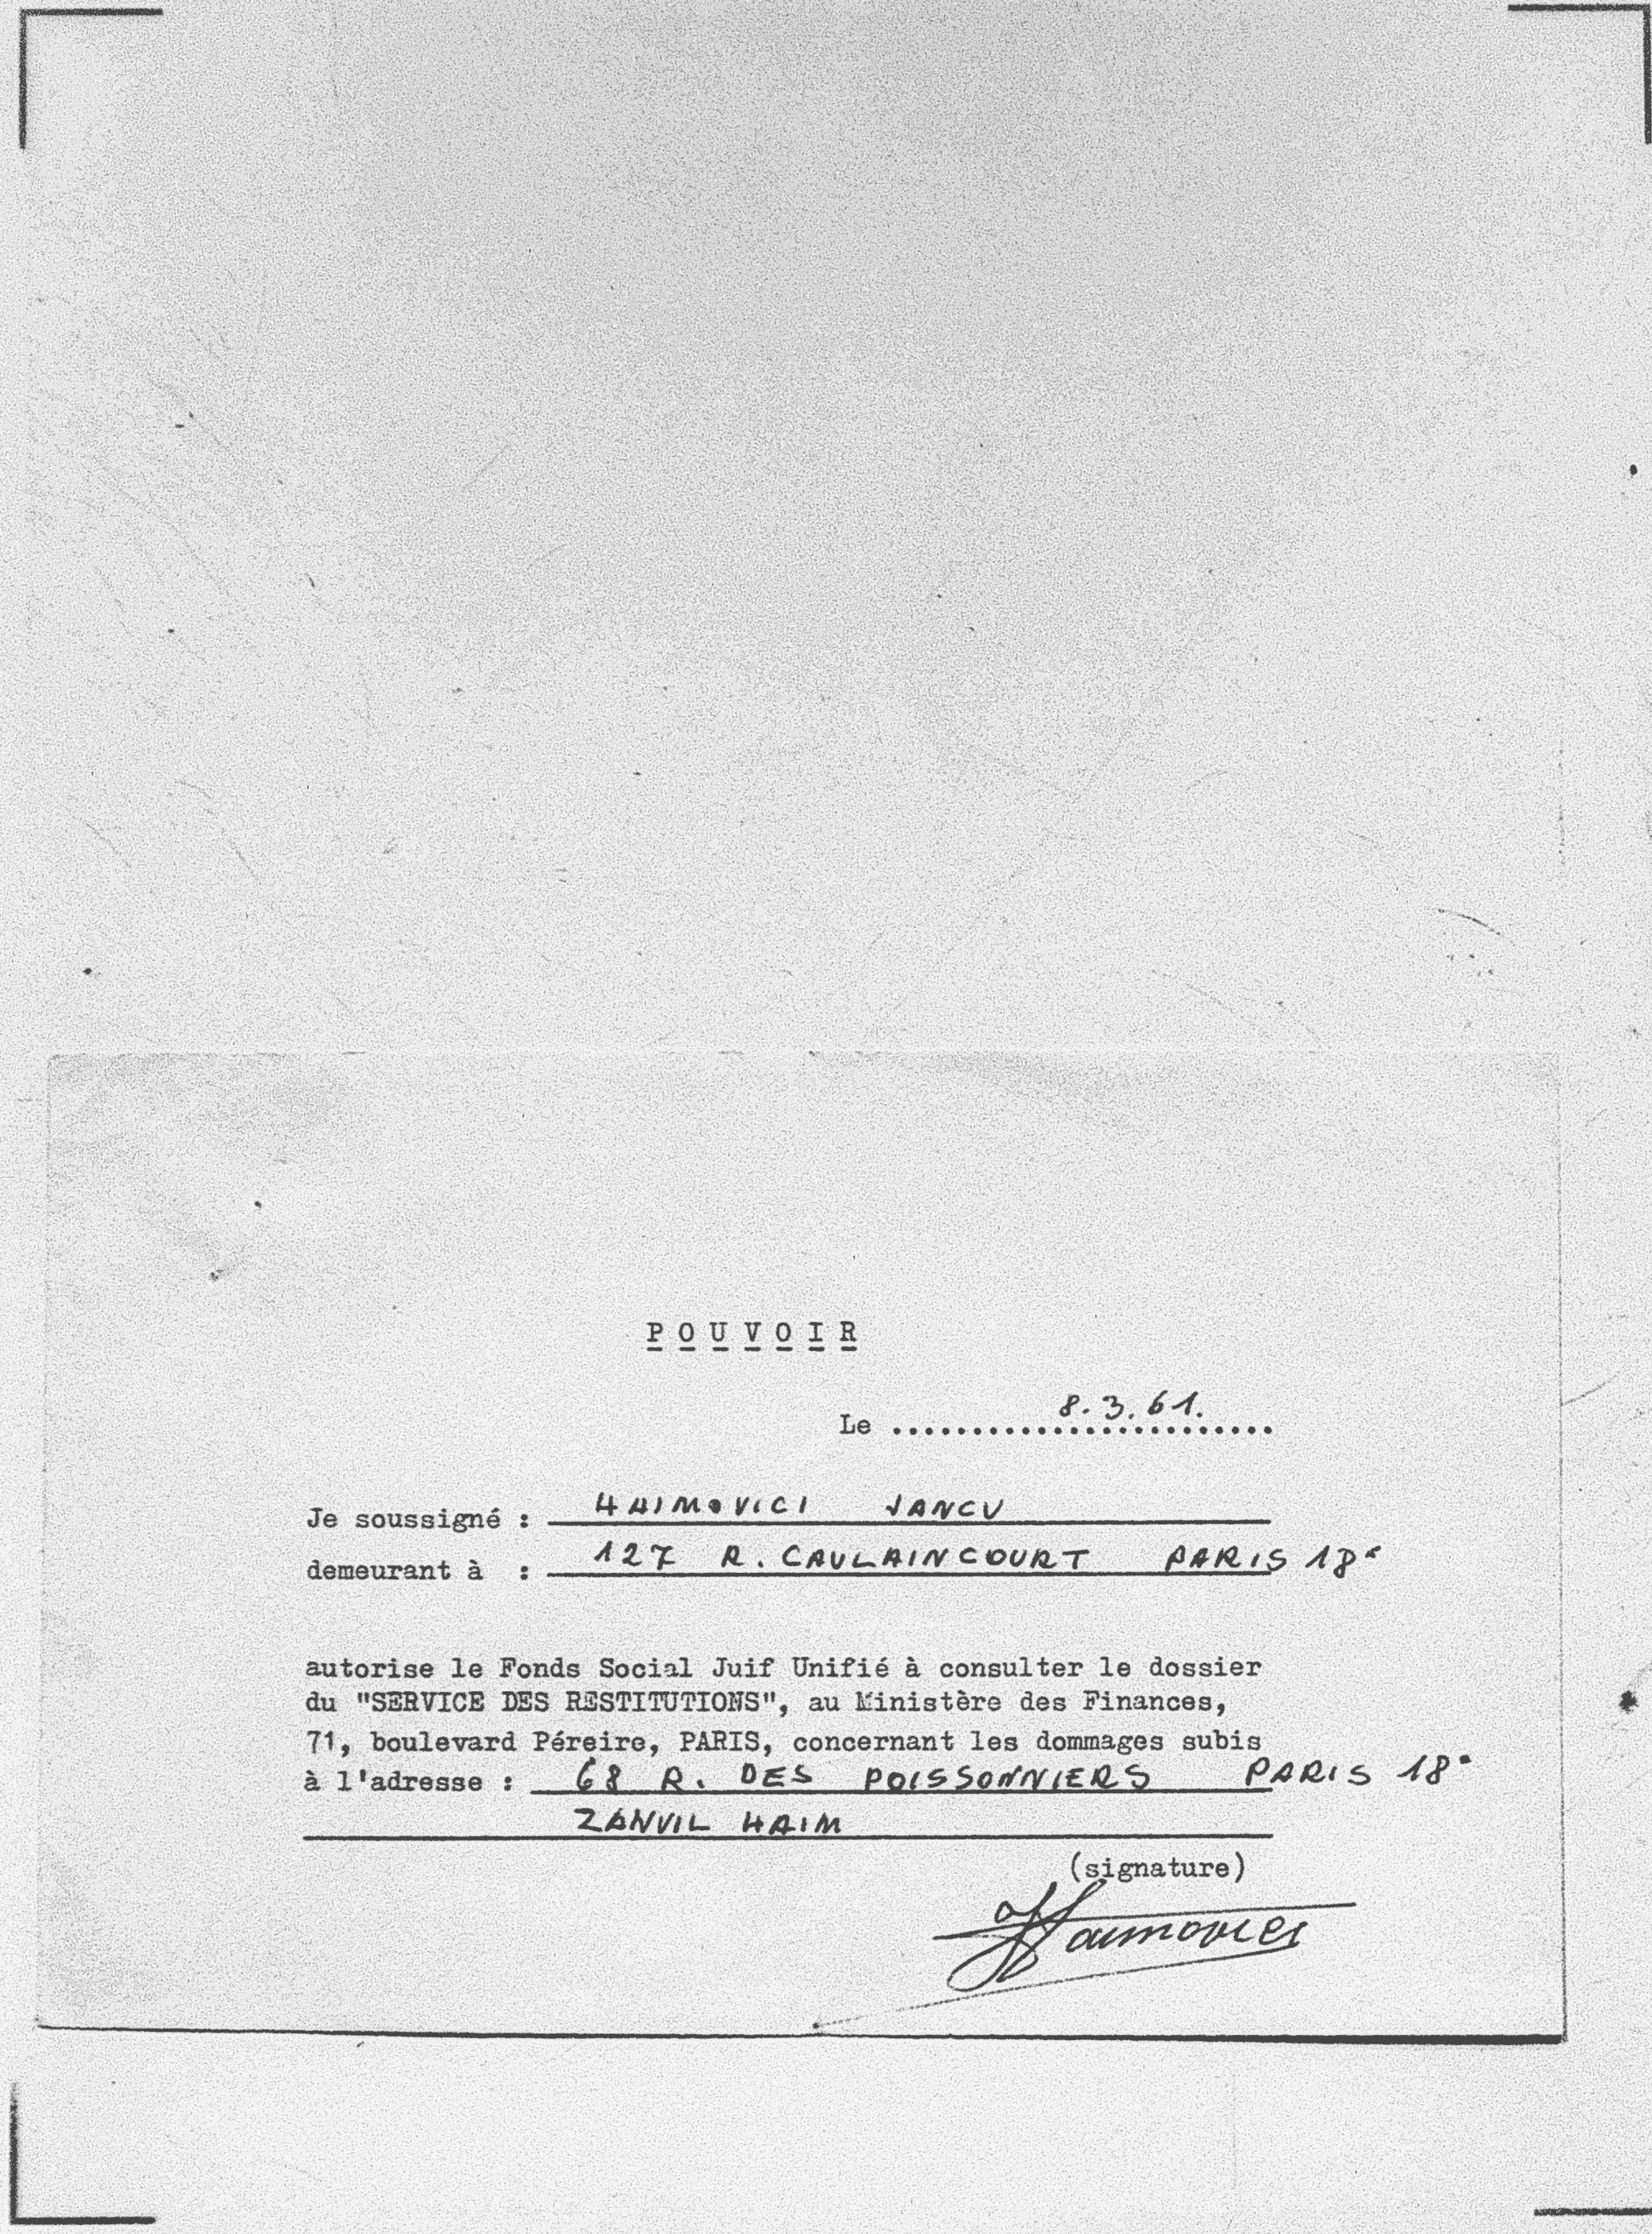 P O U V O I R
Le ........................ 8.3.61.
Je soussigné : HAIMOVICI JANCU
demeurant à : 127 R. CAULAINCOURT PARIS 18e
autorise le Fonds Social Juif Unifié à consulter le dossier
du "SERVICE DES RESTITUTIONS", au Ministère des Finances,
71, boulevard Péreire, PARIS, concernant les dommages subis
à l'adresse : 68 R. DES POISSONNIERS PARIS 18°
ZANVIL HAIM
(signature)
Haimovici